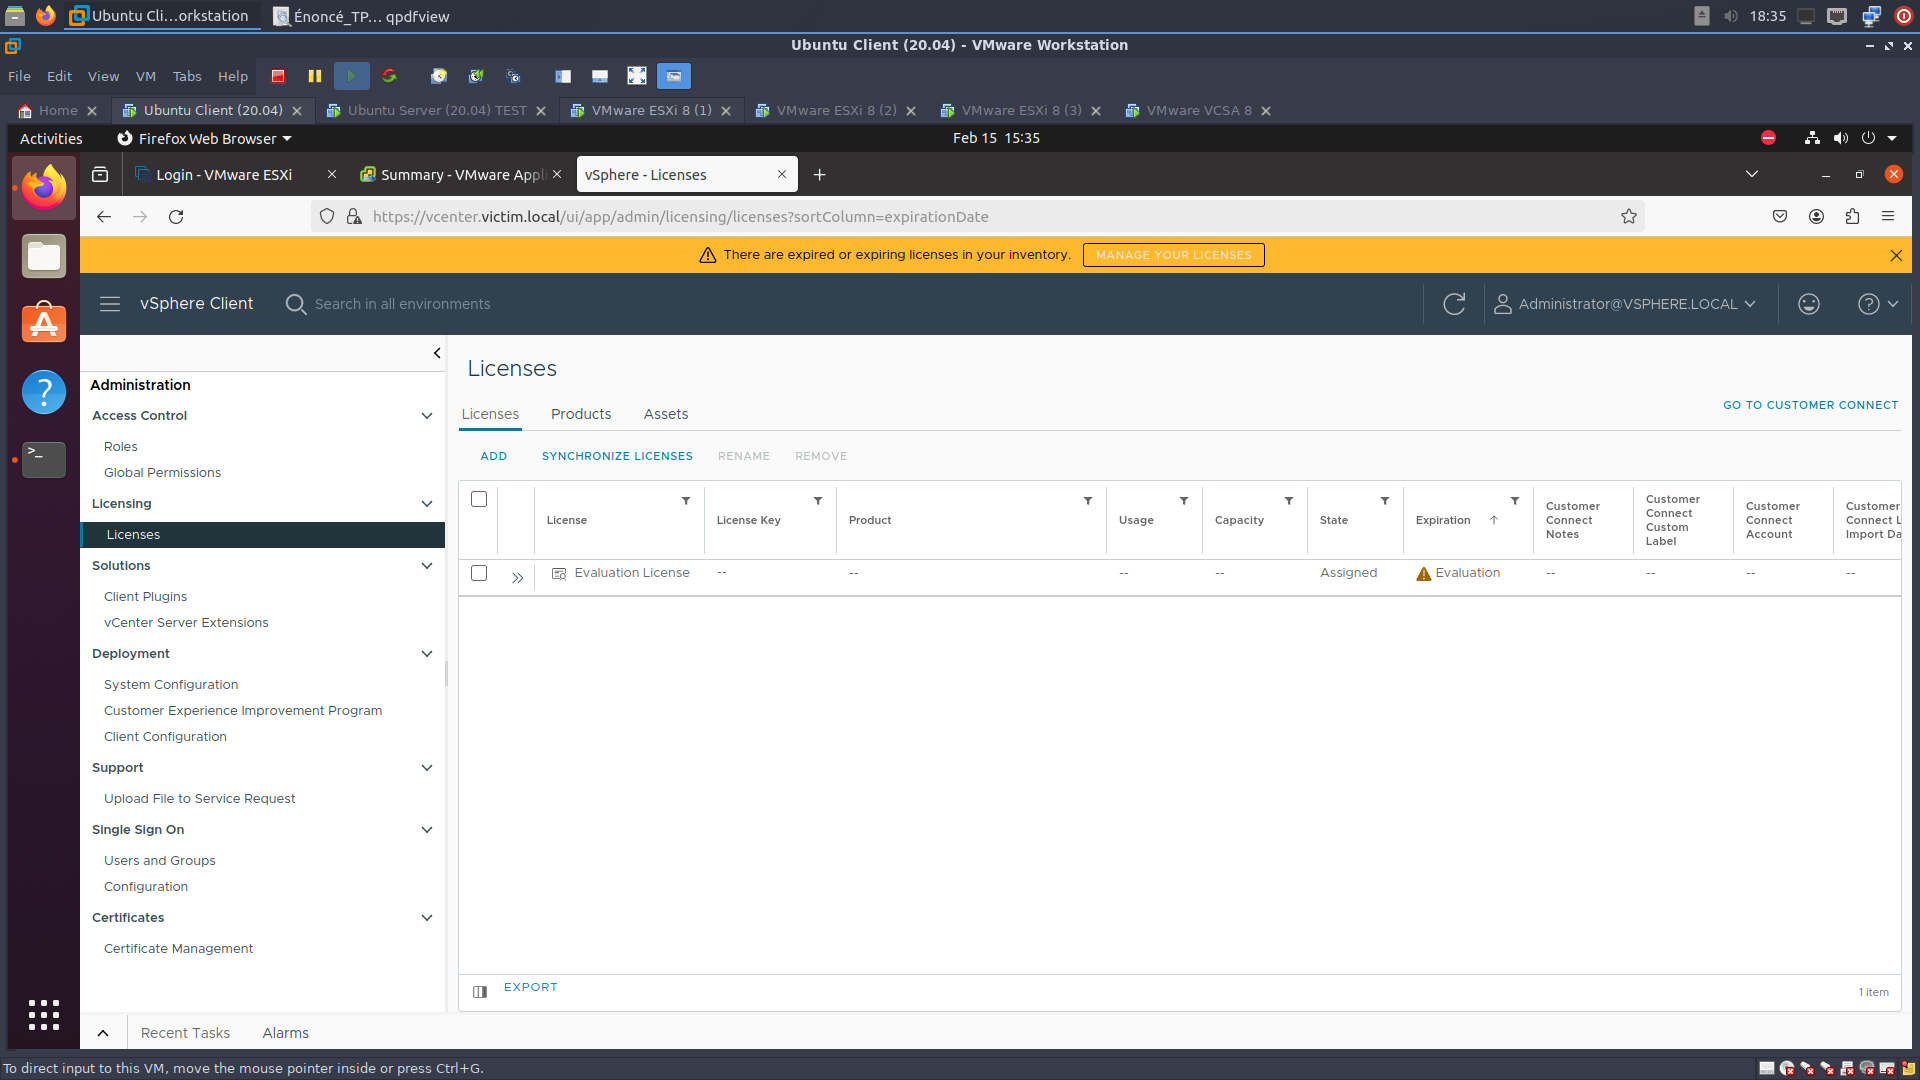 Ubuntu Cli...orkstation
Énoncé_TP... qpdfview
18:35
Ubuntu Client (20.04) - VMware Workstation
File Edit View VM Tabs Help
Home
Ubuntu Client (20.04)
Ubuntu Server (20.04) TEST
VMware ESXi 8 (1)
VMware ESXi 8 (2)
VMware ESXi 8 (3)
VMware VCSA 8
Activities
Firefox Web Browser
Feb 15 15:35
Login - VMware ESXi
Summary - VMware Appl
vSphere - Licenses
https://vcenter.victim.local/ui/app/admin/licensing/licenses?sortColumn=expirationDate
There are expired or expiring licenses in your inventory.
MANAGE YOUR LICENSES
vSphere Client
Search in all environments
Administrator@VSPHERE.LOCAL
Administration
Access Control
Roles
Global Permissions
Licensing
Licenses
Solutions
Client Plugins
vCenter Server Extensions
Deployment
System Configuration
Customer Experience Improvement Program
Client Configuration
Support
Upload File to Service Request
Single Sign On
Users and Groups
Configuration
Certificates
Certificate Management
Licenses
Licenses Products Assets
GO TO CUSTOMER CONNECT
ADD SYNCHRONIZE LICENSES RENAME REMOVE
License
License Key
Product
Usage
Capacity
State
Expiration
Customer
Connect
Notes
Customer
Connect
Custom
Label
Customer
Connect
Account
Customer
Connect L
Import Da
Evaluation License -- -- -- -- Assigned Evaluation -- -- -- --
EXPORT
1 item
Recent Tasks Alarms
To direct input to this VM, move the mouse pointer inside or press Ctrl+G.